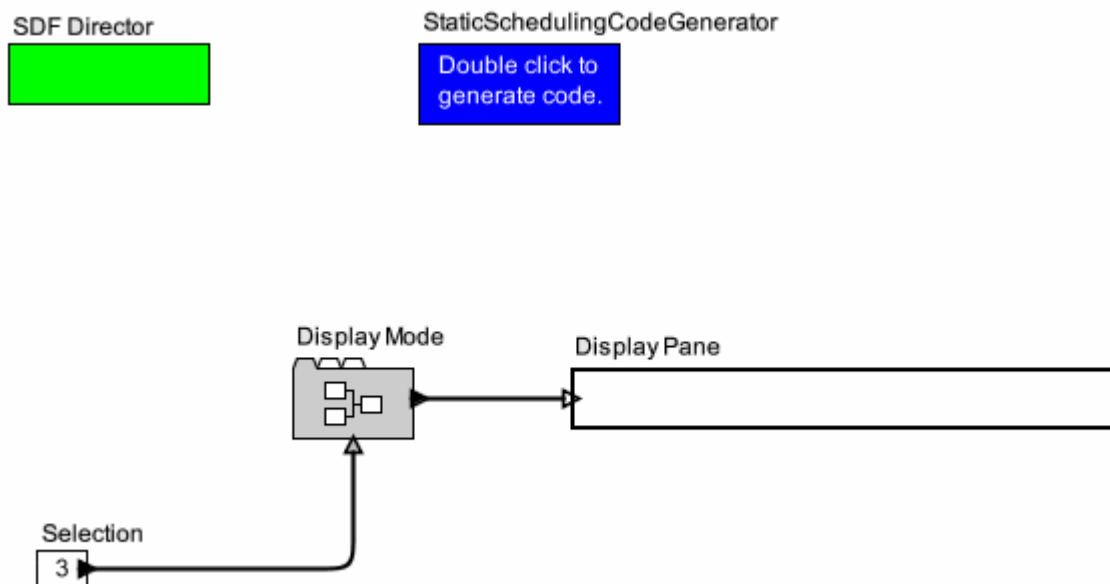 SDF Director
StaticSchedulingCodeGenerator
Double click to
generate code.
Display Mode
Display Pane
Selection
3